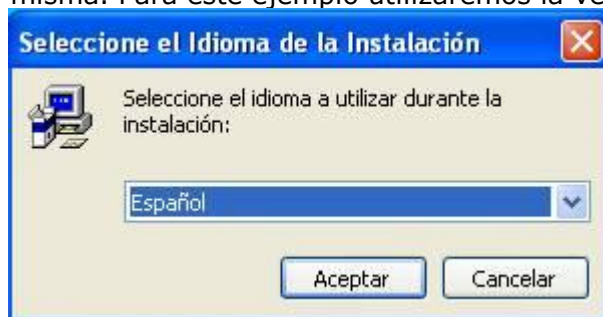 misma. Para este ejemplo utilizaremos la ve
Seleccione el Idioma de la Instalación
Seleccione el idioma a utilizar durante la
instalación:
Español
Aceptar Cancelar